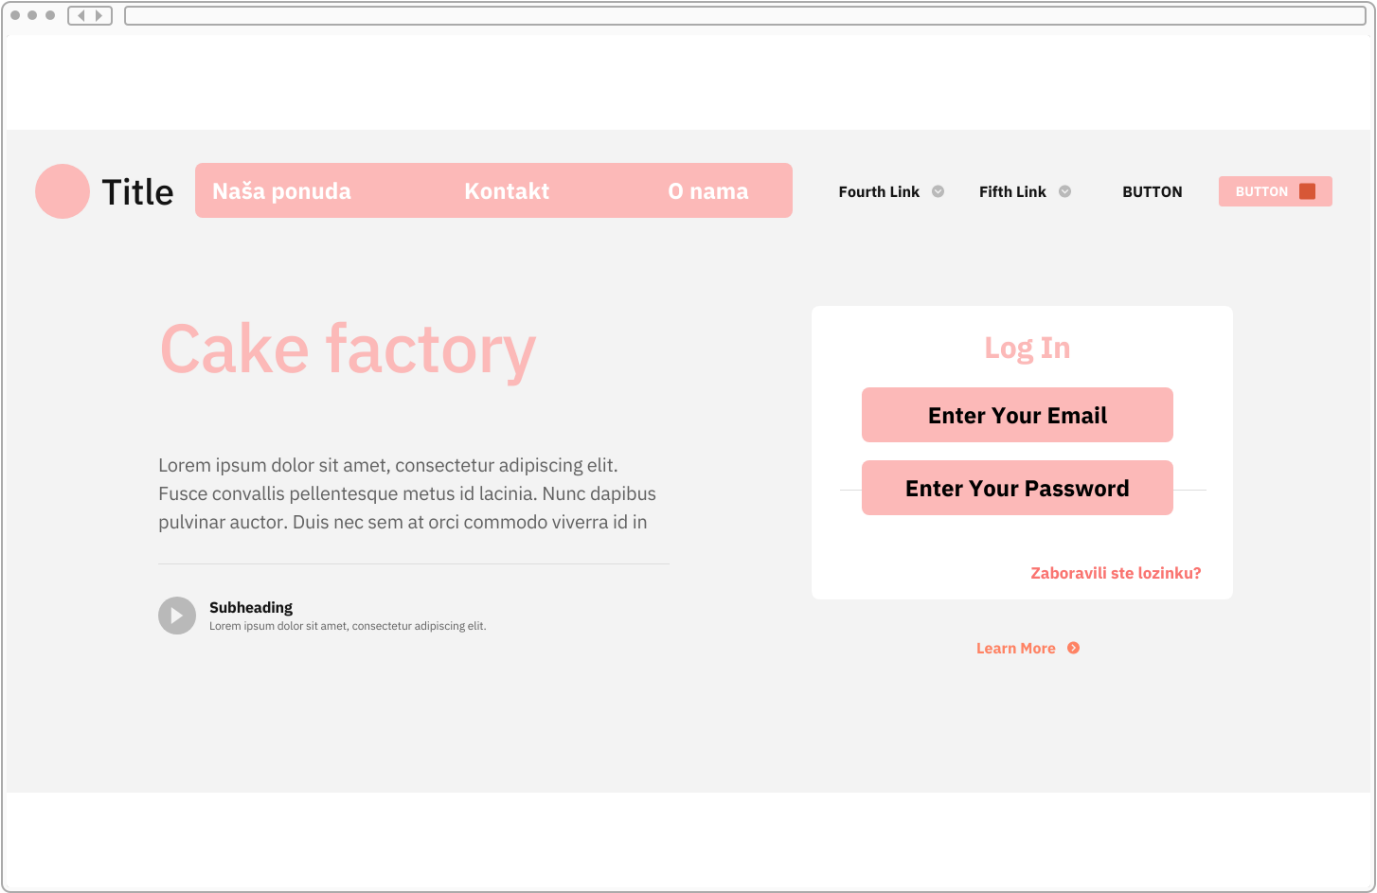 Title
Naša ponuda
Kontakt
O nama
Fourth Link
Fifth Link
BUTTON
BUTTON
Cake factory
Lorem ipsum dolor sit amet, consectetur adipiscing elit.
Fusce convallis pellentesque metus id lacinia. Nunc dapibus
pulvinar auctor. Duis nec sem at orci commodo viverra id in
Subheading
Lorem ipsum dolor sit amet, consectetur adipiscing elit.
Log In
Enter Your Email
Enter Your Password
Zaboravili ste lozinku?
Learn More